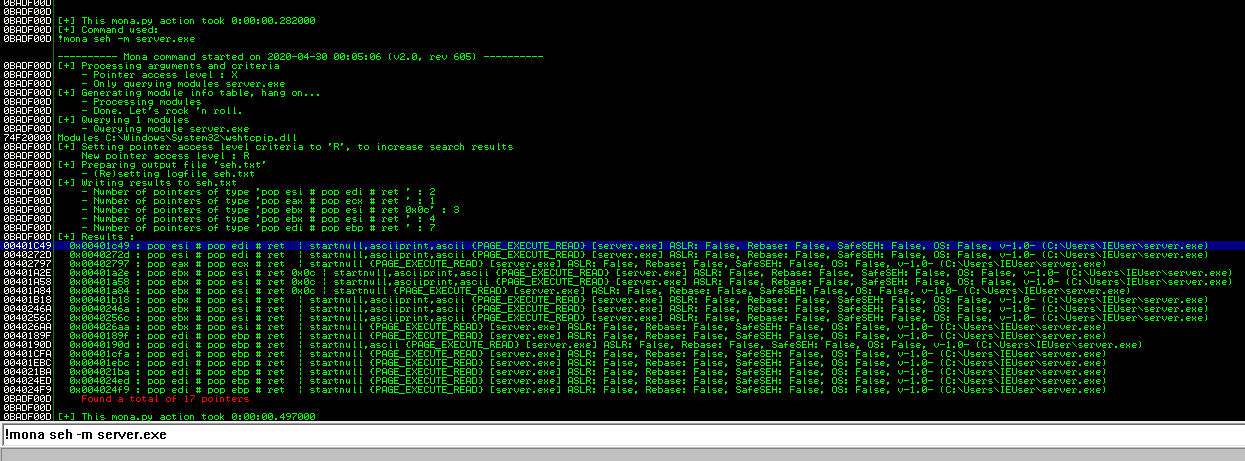 0BADF00D
0BADF00D
0BADF00D [+] This mona.py action took 0:00:00.282000
0BADF00D [+] Command used:
0BADF00D !mona seh -m server.exe
---------- Mona command started on 2020-04-30 00:05:06 (v2.0, rev 605) ----------
0BADF00D [+] Processing arguments and criteria
0BADF00D - Pointer access level : X
0BADF00D - Only querying modules server.exe
0BADF00D [+] Generating module info table, hang on...
0BADF00D - Processing modules
0BADF00D - Done. Let's rock 'n roll.
0BADF00D [+] Querying 1 modules
0BADF00D - Querying module server.exe
74F20000 Modules C:\Windows\System32\wshtcpip.dll
0BADF00D [+] Setting pointer access level criteria to 'R', to increase search results
0BADF00D New pointer access level : R
0BADF00D [+] Preparing output file 'seh.txt'
0BADF00D - (Re)setting logfile seh.txt
0BADF00D [+] Writing results to seh.txt
0BADF00D - Number of pointers of type 'pop esi # pop edi # ret ' : 2
0BADF00D - Number of pointers of type 'pop eax # pop ecx # ret ' : 1
0BADF00D - Number of pointers of type 'pop ebx # pop esi # ret 0x0c' : 3
0BADF00D - Number of pointers of type 'pop ebx # pop esi # ret ' : 4
0BADF00D - Number of pointers of type 'pop edi # pop ebp # ret ' : 7
0BADF00D [+] Results :
00401C49 0x00401c49 : pop esi # pop edi # ret | startnull,asciiprint,ascii {PAGE_EXECUTE_READ} [server.exe] ASLR: False, Rebase: False, SafeSEH: False, OS: False, v-1.0- (C:\Users\IEUser\server.exe)
0040272D 0x0040272d : pop esi # pop edi # ret | startnull,asciiprint,ascii {PAGE_EXECUTE_READ} [server.exe] ASLR: False, Rebase: False, SafeSEH: False, OS: False, v-1.0- (C:\Users\IEUser\server.exe)
00402797 0x00402797 : pop eax # pop ecx # ret | startnull {PAGE_EXECUTE_READ} [server.exe] ASLR: False, Rebase: False, SafeSEH: False, OS: False, v-1.0- (C:\Users\IEUser\server.exe)
00401A2E 0x00401a2e : pop ebx # pop esi # ret 0x0c | startnull,asciiprint,ascii {PAGE_EXECUTE_READ} [server.exe] ASLR: False, Rebase: False, SafeSEH: False, OS: False, v-1.0- (C:\Users\IEUser\server.exe)
00401A58 0x00401a58 : pop ebx # pop esi # ret 0x0c | startnull,asciiprint,ascii {PAGE_EXECUTE_READ} [server.exe] ASLR: False, Rebase: False, SafeSEH: False, OS: False, v-1.0- (C:\Users\IEUser\server.exe)
00401A84 0x00401a84 : pop ebx # pop esi # ret 0x0c | startnull {PAGE_EXECUTE_READ} [server.exe] ASLR: False, Rebase: False, SafeSEH: False, OS: False, v-1.0- (C:\Users\IEUser\server.exe)
00401B18 0x00401b18 : pop ebx # pop esi # ret | startnull,asciiprint,ascii {PAGE_EXECUTE_READ} [server.exe] ASLR: False, Rebase: False, SafeSEH: False, OS: False, v-1.0- (C:\Users\IEUser\server.exe)
0040246A 0x0040246a : pop ebx # pop esi # ret | startnull,asciiprint,ascii {PAGE_EXECUTE_READ} [server.exe] ASLR: False, Rebase: False, SafeSEH: False, OS: False, v-1.0- (C:\Users\IEUser\server.exe)
0040256C 0x0040256c : pop ebx # pop esi # ret | startnull,asciiprint,ascii {PAGE_EXECUTE_READ} [server.exe] ASLR: False, Rebase: False, SafeSEH: False, OS: False, v-1.0- (C:\Users\IEUser\server.exe)
004026AA 0x004026aa : pop ebx # pop esi # ret | startnull {PAGE_EXECUTE_READ} [server.exe] ASLR: False, Rebase: False, SafeSEH: False, OS: False, v-1.0- (C:\Users\IEUser\server.exe)
0040189F 0x0040189f : pop edi # pop ebp # ret | startnull {PAGE_EXECUTE_READ} [server.exe] ASLR: False, Rebase: False, SafeSEH: False, OS: False, v-1.0- (C:\Users\IEUser\server.exe)
0040190D 0x0040190d : pop edi # pop ebp # ret | startnull,ascii {PAGE_EXECUTE_READ} [server.exe] ASLR: False, Rebase: False, SafeSEH: False, OS: False, v-1.0- (C:\Users\IEUser\server.exe)
00401CFA 0x00401cfa : pop edi # pop ebp # ret | startnull {PAGE_EXECUTE_READ} [server.exe] ASLR: False, Rebase: False, SafeSEH: False, OS: False, v-1.0- (C:\Users\IEUser\server.exe)
00401EBC 0x00401ebc : pop edi # pop ebp # ret | startnull {PAGE_EXECUTE_READ} [server.exe] ASLR: False, Rebase: False, SafeSEH: False, OS: False, v-1.0- (C:\Users\IEUser\server.exe)
004021BA 0x004021ba : pop edi # pop ebp # ret | startnull {PAGE_EXECUTE_READ} [server.exe] ASLR: False, Rebase: False, SafeSEH: False, OS: False, v-1.0- (C:\Users\IEUser\server.exe)
004024ED 0x004024ed : pop edi # pop ebp # ret | startnull {PAGE_EXECUTE_READ} [server.exe] ASLR: False, Rebase: False, SafeSEH: False, OS: False, v-1.0- (C:\Users\IEUser\server.exe)
004024F9 0x004024f9 : pop edi # pop ebp # ret | startnull {PAGE_EXECUTE_READ} [server.exe] ASLR: False, Rebase: False, SafeSEH: False, OS: False, v-1.0- (C:\Users\IEUser\server.exe)
0BADF00D Found a total of 17 pointers
0BADF00D
0BADF00D [+] This mona.py action took 0:00:00.497000
!mona seh -m server.exe